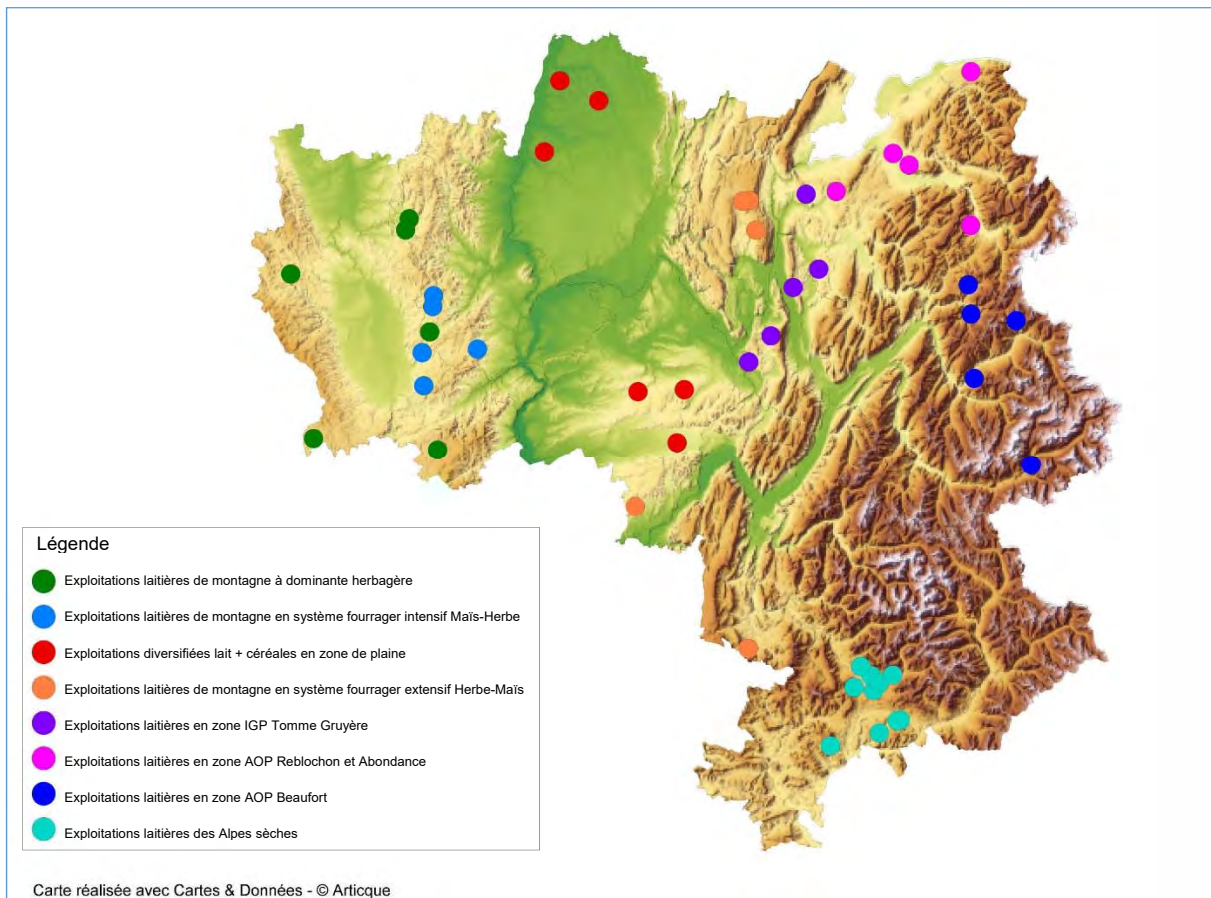 Légende
Exploitations laitières de montagne à dominante herbagère
Exploitations laitières de montagne en système fourrager intensif Maïs-Herbe
Exploitations diversifiées lait + céréales en zone de plaine
Exploitations laitières de montagne en système fourrager extensif Herbe-Maïs
Exploitations laitières en zone IGP Tomme Gruyère
Exploitations laitières en zone AOP Reblochon et Abondance
Exploitations laitières en zone AOP Beaufort
Exploitations laitières des Alpes sèches
Carte réalisée avec Cartes & Données - © Articque